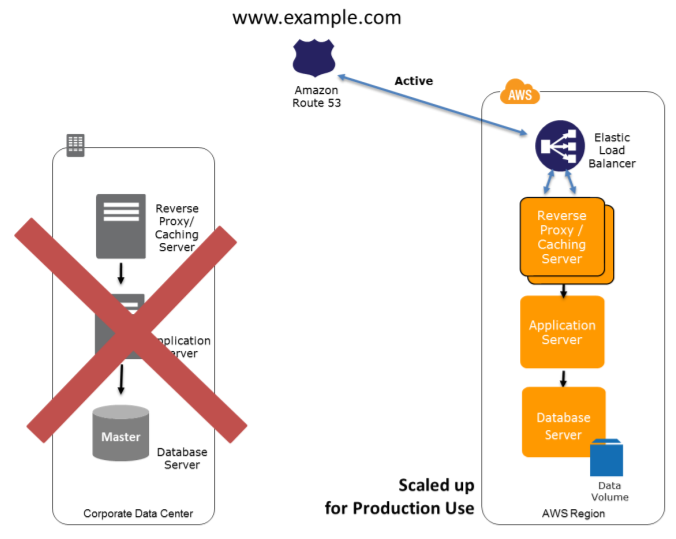 www.example.com
Amazon
Route 53
Active
AWS
Elastic
Load
Balancer
Reverse
Proxy/
Caching
Server
Reverse
Proxy /
Caching
Server
pplication
erver
Application
Server
Master
Database
Server
Database
Server
Data
Volume
Scaled up
for Production Use
Corporate Data Center
AWS Region